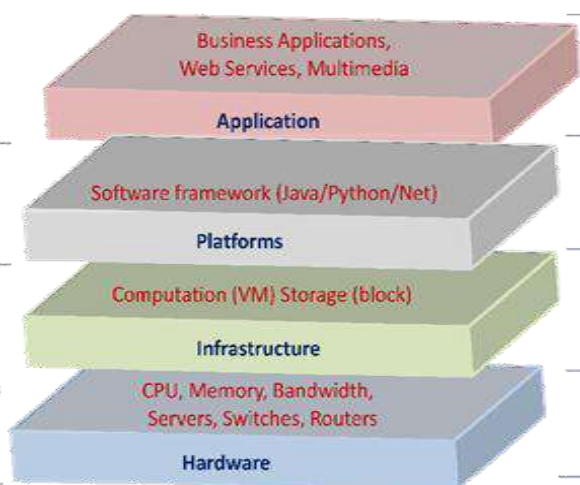 Business Applications,
Web Services, Multimedia
Application
Software framework (Java/Python/Net)
Platforms
Computation (VM) Storage (block)
Infrastructure
CPU, Memory, Bandwidth,
Servers, Switches, Routers
Hardware